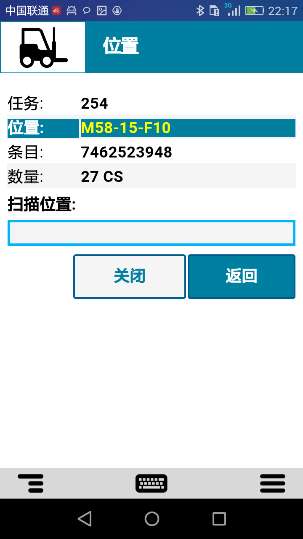 中国联通 2G 22:17
位置
任务: 254
位置: M58-15-F10
条目: 7462523948
数量: 27 CS
扫描位置:
关闭 返回